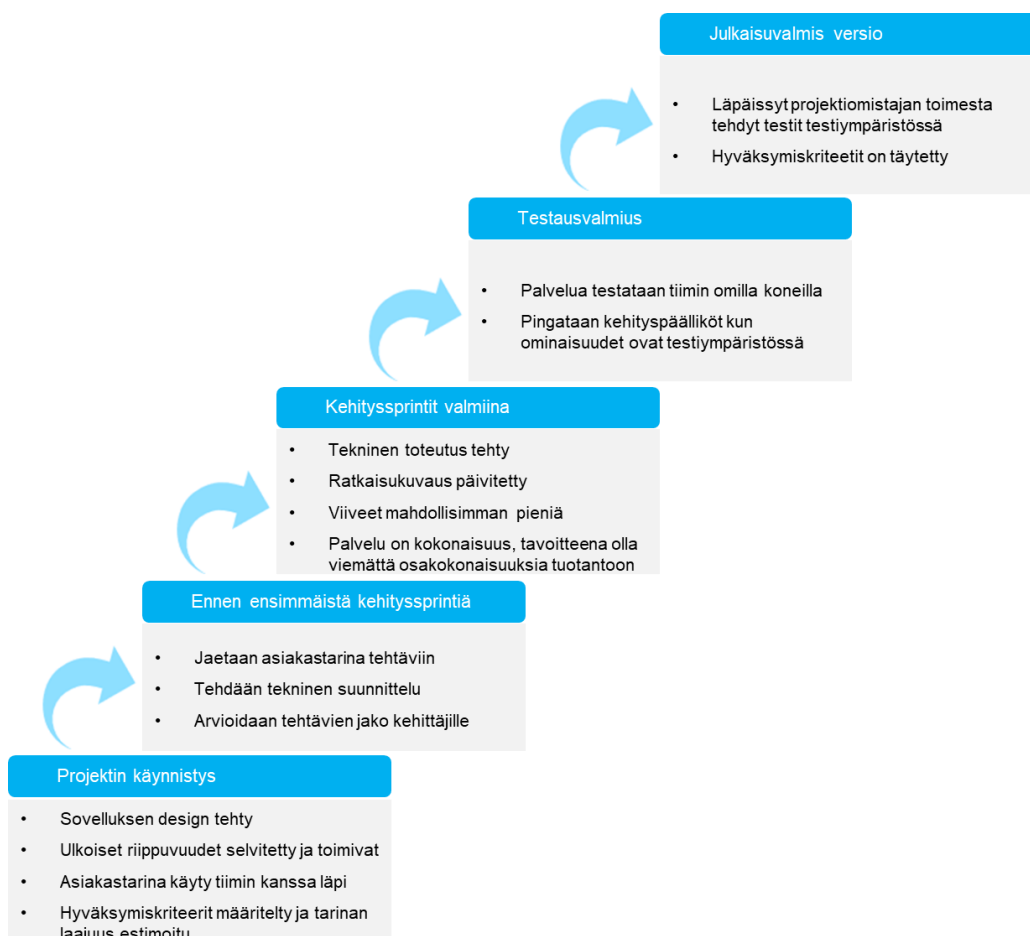 Julkaisuvalmis versio
• Läpäissyt projektiomistajan toimesta
tehdyt testit testiympäristössä
• Hyväksymiskriteetit on täytetty
Testausvalmius
• Palvelua testataan tiimin omilla koneilla
• Pingataan kehityspäälliköt kun
ominaisuudet ovat testiympäristössä
Kehityssprintit valmiina
• Tekninen toteutus tehty
• Ratkaisukuvaus päivitetty
• Viiveet mahdollisimman pieniä
• Palvelu on kokonaisuus, tavoitteena olla
viemättä osakokonaisuuksia tuotantoon
Ennen ensimmäistä kehityssprintiä
• Jaetaan asiakastarina tehtäviin
• Tehdään tekninen suunnittelu
• Arvioidaan tehtävien jako kehittäjille
Projektin käynnistys
• Sovelluksen design tehty
• Ulkoiset riippuvuudet selvitetty ja toimivat
• Asiakastarina käyty tiimin kanssa läpi
• Hyväksymiskriteerit määritelty ja tarinan
laajuus estimoitu